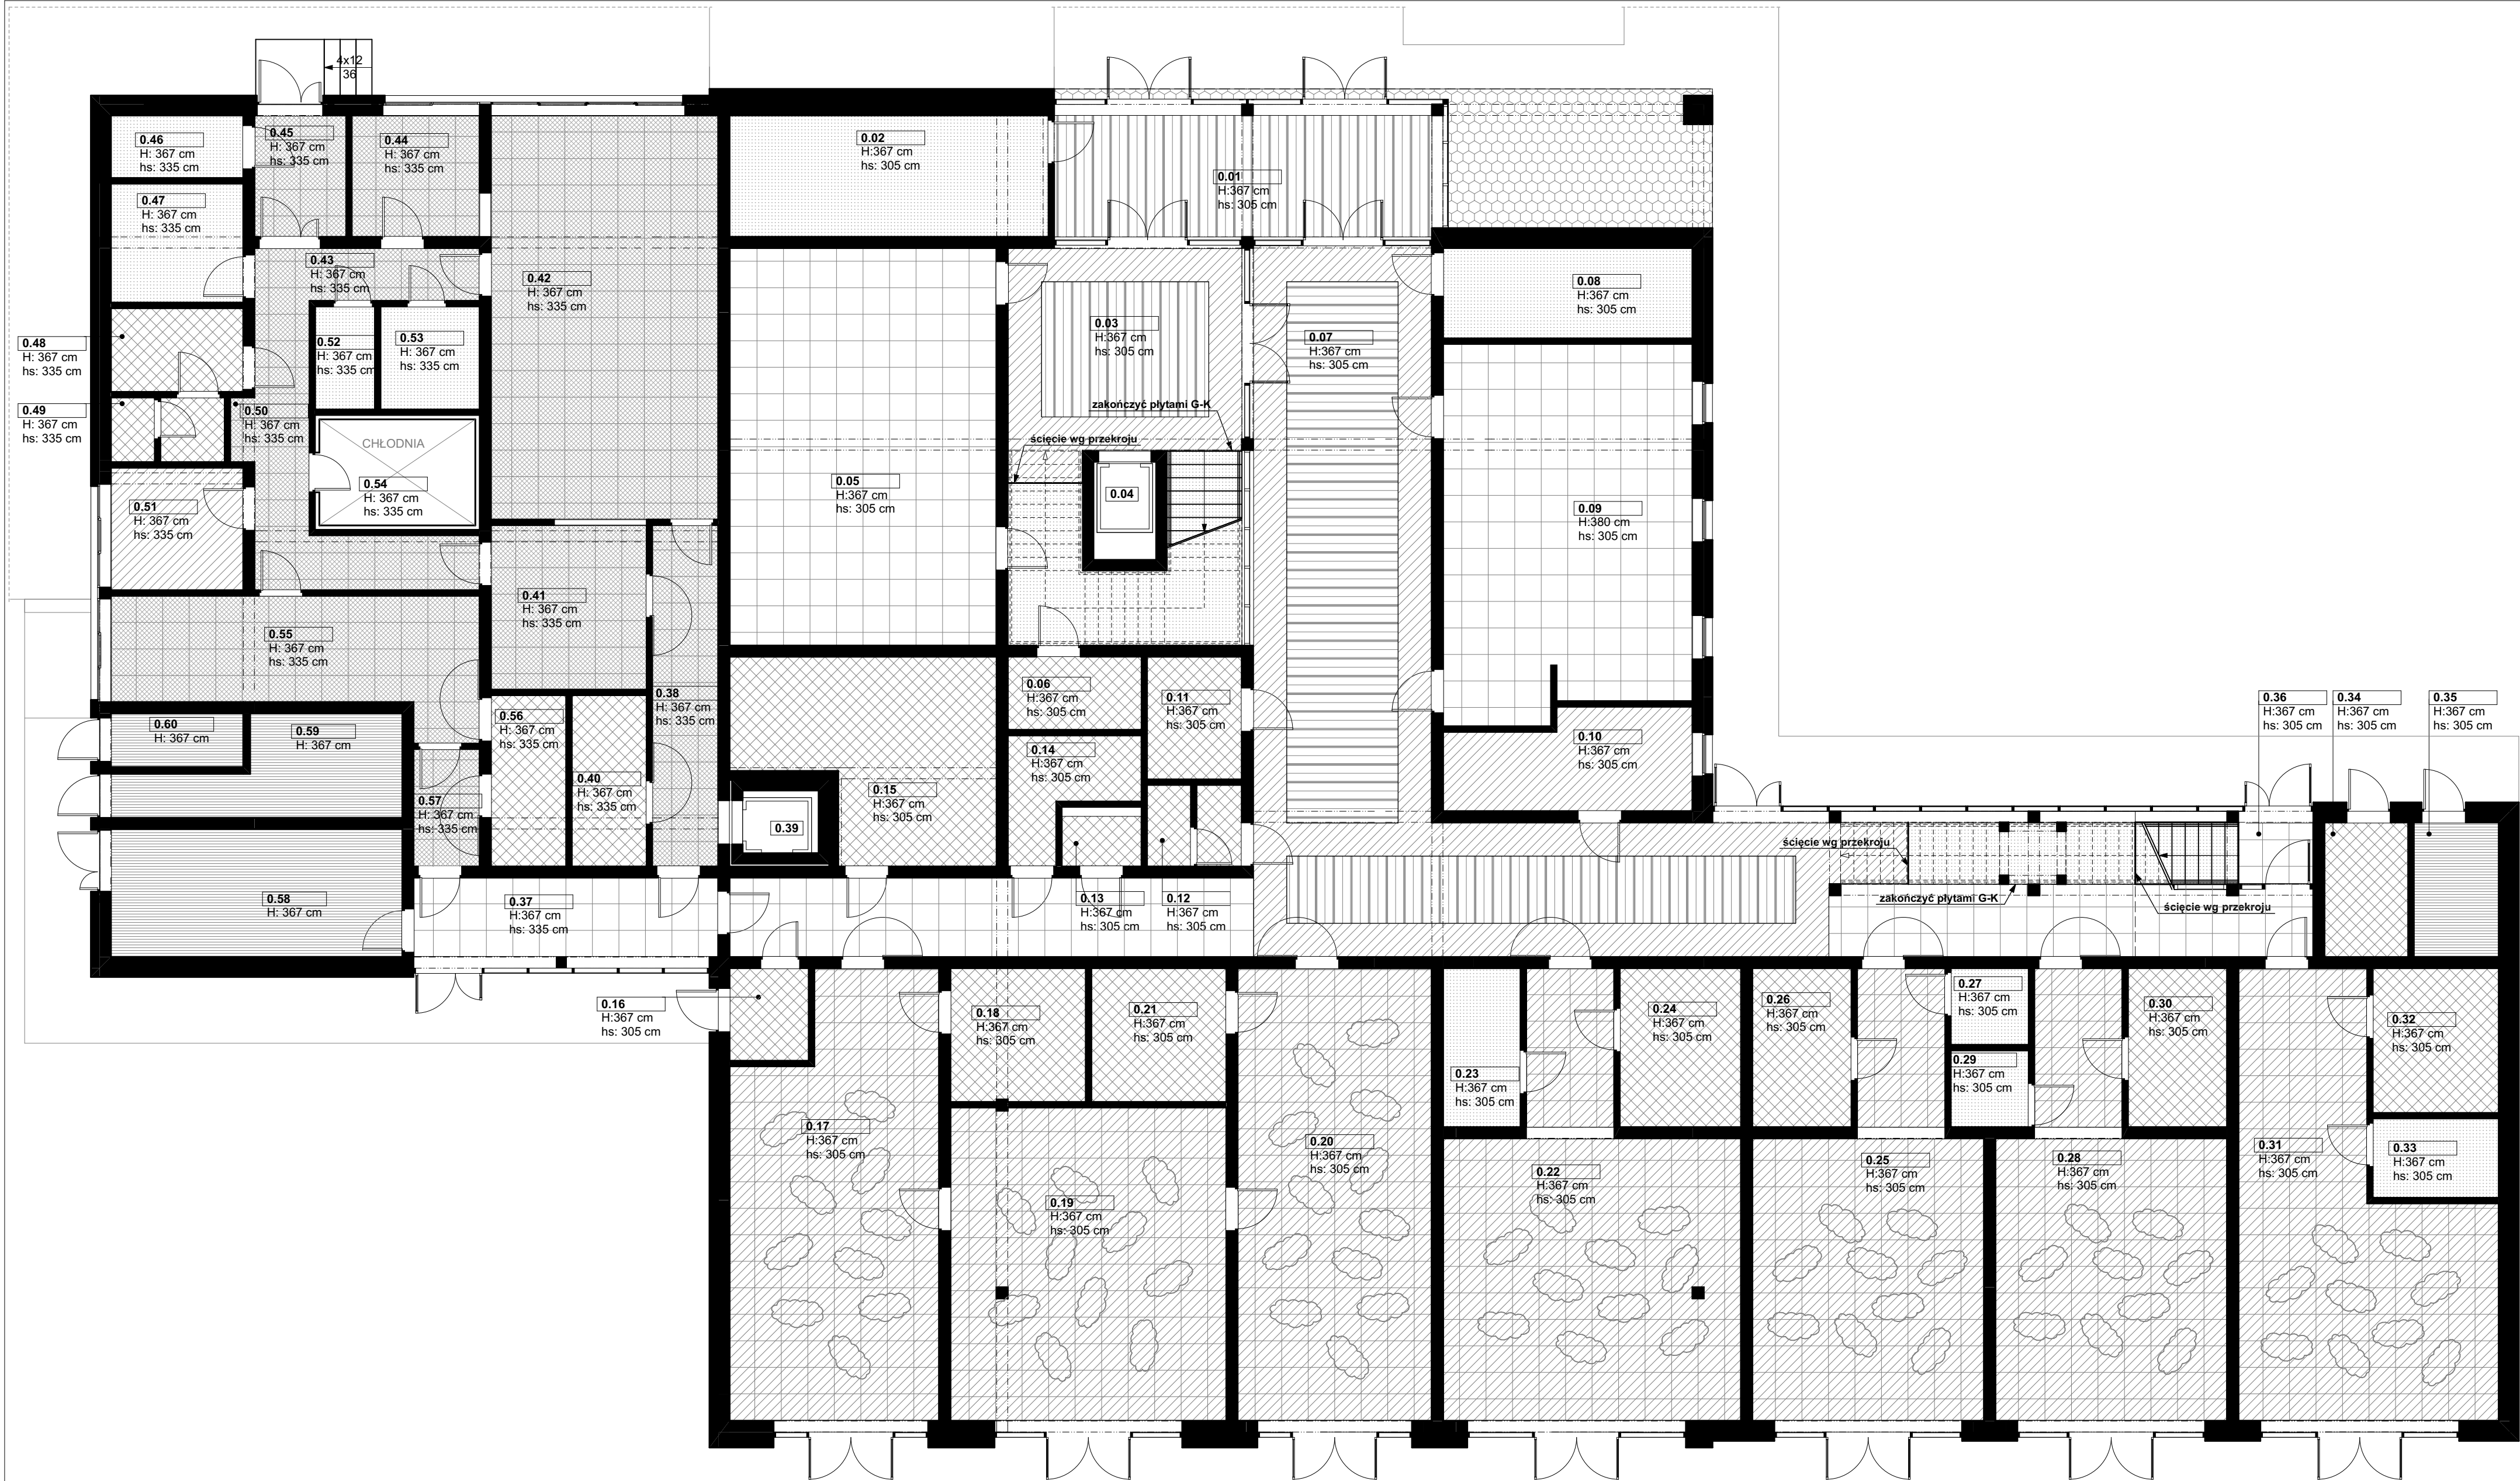 4x12
36
0.46
H: 367 cm
hs: 335 cm
0.45
H: 367 cm
hs: 335 cm
0.44
H: 367 cm
hs: 335 cm
0.02
H:367 cm
hs: 305 cm
0.01
H:367 cm
hs: 305 cm
0.47
H: 367 cm
hs: 335 cm
0.43
H: 367 cm
hs: 335 cm
0.42
H: 367 cm
hs: 335 cm
0.08
H:367 cm
hs: 305 cm
0.48
H: 367 cm
hs: 335 cm
0.52
H: 367 cm
hs: 335 cm
0.53
H: 367 cm
hs: 335 cm
0.03
H:367 cm
hs: 305 cm
0.07
H:367 cm
hs: 305 cm
zakończyć płytami G-K
0.49
H: 367 cm
hs: 335 cm
0.50
H: 367 cm
hs: 335 cm
CHŁODNIA
ścięcie wg przekroju
0.54
H: 367 cm
hs: 335 cm
0.05
H:367 cm
hs: 305 cm
0.04
0.51
H: 367 cm
hs: 335 cm
0.09
H:380 cm
hs: 305 cm
0.41
H: 367 cm
hs: 335 cm
0.55
H: 367 cm
hs: 335 cm
0.38
H: 367 cm
hs: 335 cm
0.06
H:367 cm
hs: 305 cm
0.11
H:367 cm
hs: 305 cm
0.36
H:367 cm
hs: 305 cm
0.34
H:367 cm
hs: 305 cm
0.35
H:367 cm
hs: 305 cm
0.60
H: 367 cm
0.59
H: 367 cm
0.56
H: 367 cm
hs: 335 cm
0.10
H:367 cm
hs: 305 cm
0.14
H:367 cm
hs: 305 cm
0.40
H: 367 cm
hs: 335 cm
0.15
H:367 cm
hs: 305 cm
0.57
H: 367 cm
hs: 335 cm
0.39
ścięcie wg przekroju
0.58
H: 367 cm
0.37
H: 367 cm
hs: 335 cm
0.13
H:367 cm
hs: 305 cm
0.12
H:367 cm
hs: 305 cm
zakończyć płytami G-K
ścięcie wg przekroju
0.16
H:367 cm
hs: 305 cm
0.18
H:367 cm
hs: 305 cm
0.21
H:367 cm
hs: 305 cm
0.24
H:367 cm
hs: 305 cm
0.26
H:367 cm
hs: 305 cm
0.27
H:367 cm
hs: 305 cm
0.30
H:367 cm
hs: 305 cm
0.32
H:367 cm
hs: 305 cm
0.23
H:367 cm
hs: 305 cm
0.29
H:367 cm
hs: 305 cm
0.17
H:367 cm
hs: 305 cm
0.20
H:367 cm
hs: 305 cm
0.31
H:367 cm
hs: 305 cm
0.33
H:367 cm
hs: 305 cm
0.22
H:367 cm
hs: 305 cm
0.25
H:367 cm
hs: 305 cm
0.28
H:367 cm
hs: 305 cm
0.19
H:367 cm
hs: 305 cm